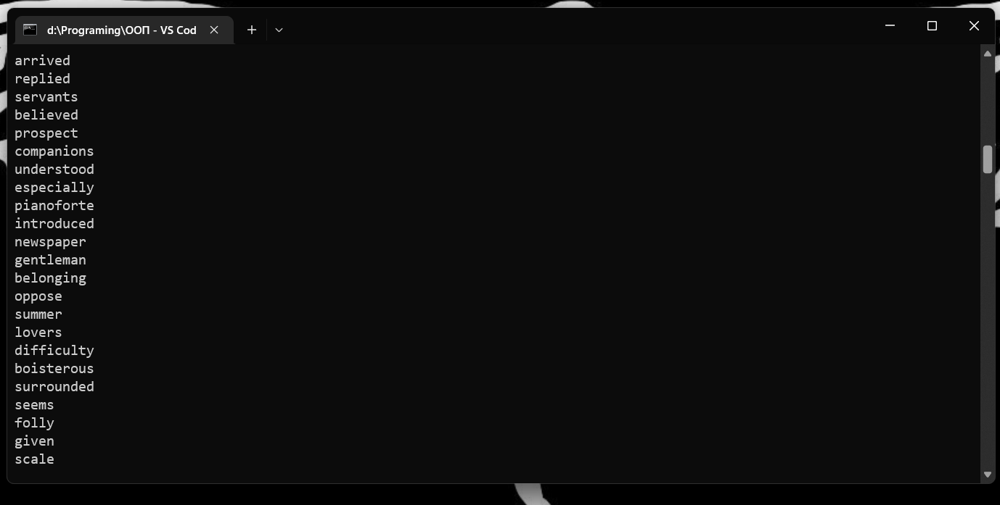 d:\Programing\ООП - VS Cod
arrived
replied
servants
believed
prospect
companions
understood
especially
pianoforte
introduced
newspaper
gentleman
belonging
oppose
summer
lovers
difficulty
boisterous
surrounded
seems
folly
given
scale